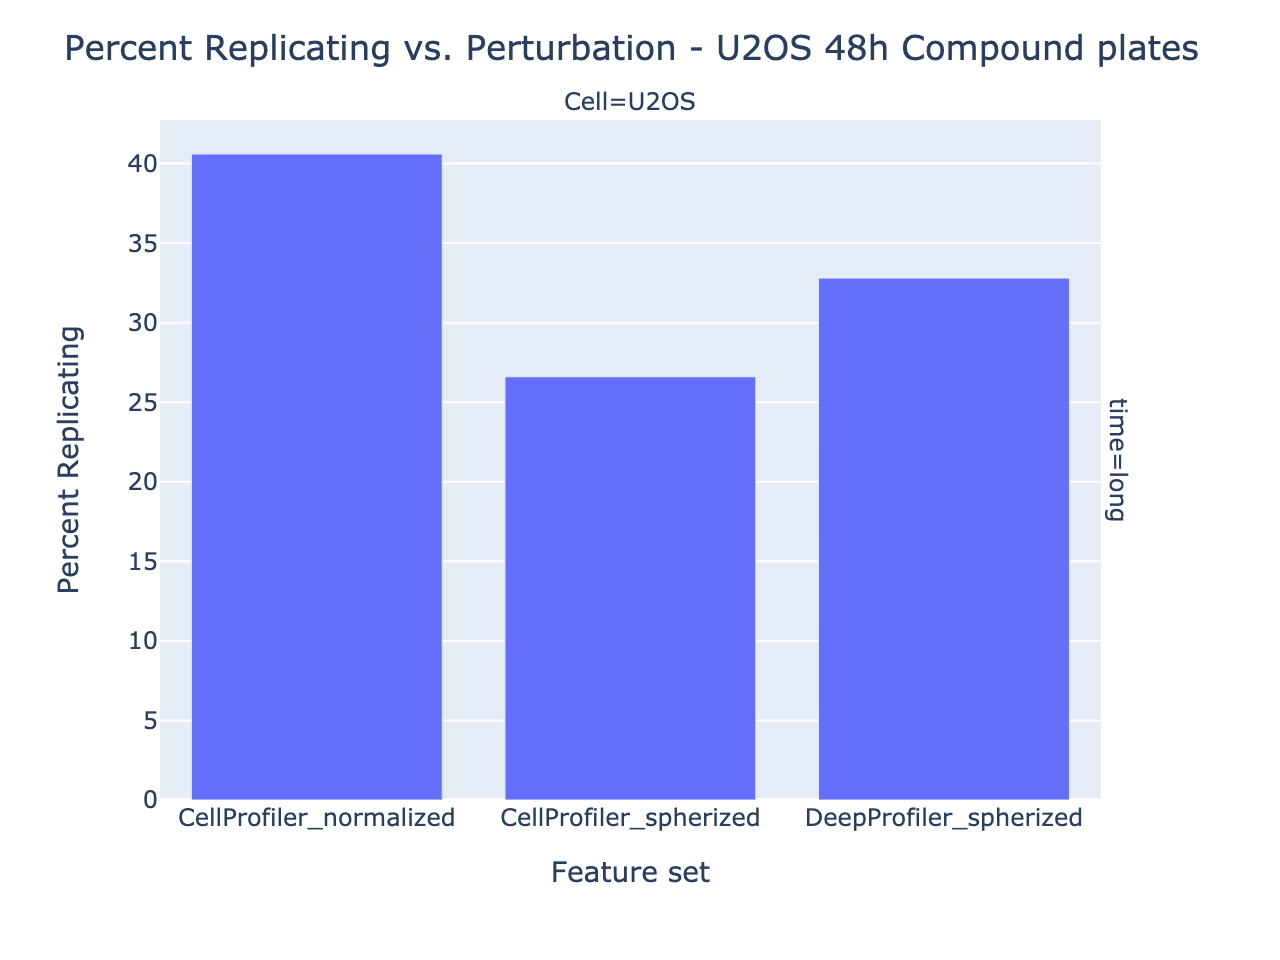 Percent Replicating vs. Perturbation - U2OS 48h Compound plates
Cell=U2OS
40
35
30
25
20
15
10
5
0
Percent Replicating
time=long
CellProfiler_normalized
CellProfiler_spherized
DeepProfiler_spherized
Feature set